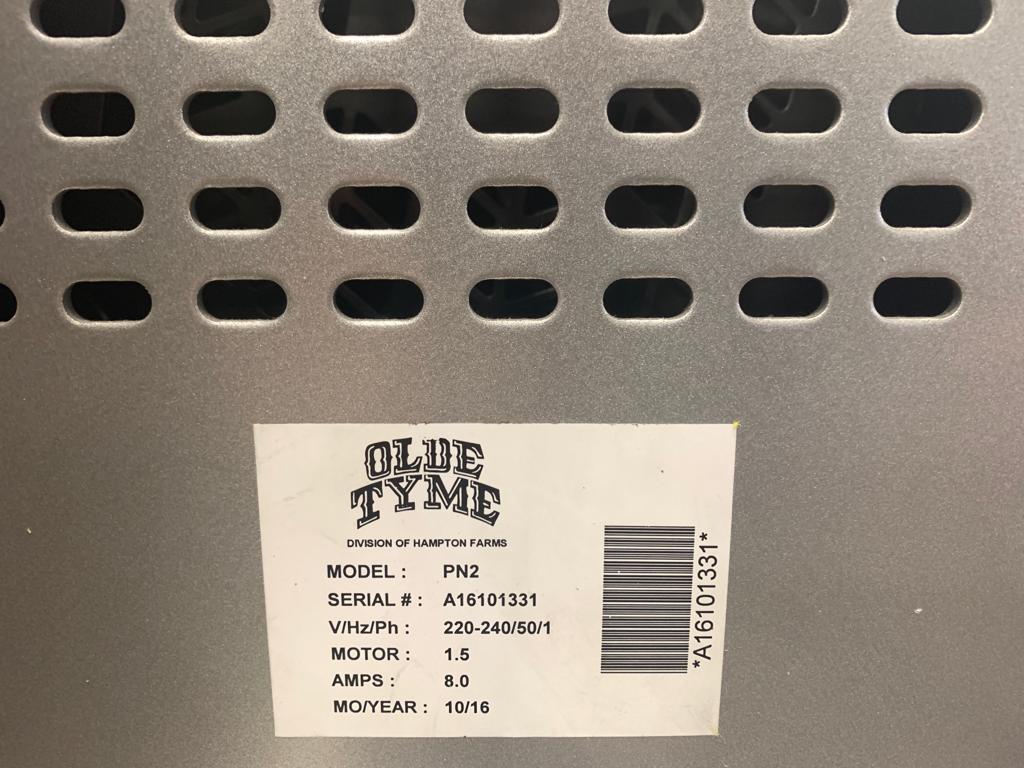 OLDE
TYME
DIVISION OF HAMPTON FARMS
MODEL : PN2
SERIAL # : A16101331
V/Hz/Ph : 220-240/50/1
MOTOR : 1.5
AMPS : 8.0
MO/YEAR : 10/16
*A16101331*